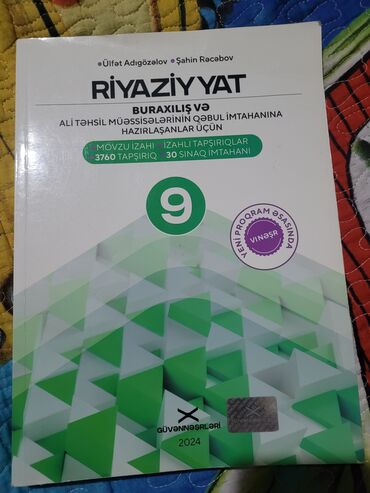 •Ülfət Adıgözəlov •Şahin Rəcəbov
RİYAZİYYAT
BURAXILIŞ VƏ
ALİ TƏHSİL MÜƏSSİSƏLƏRİNİN QƏBUL İMTAHANINA
HAZIRLAŞANLAR ÜÇÜN
MÖVZU İZAHI İZAHLI TAPŞIRIQLAR
3760 TAPŞIRIQ 30 SINAQ İMTAHANI
9
YENİ PROQRAM ƏSASINDA
VINƏŞR
GÜVƏNNƏŞRLƏRİ
2024